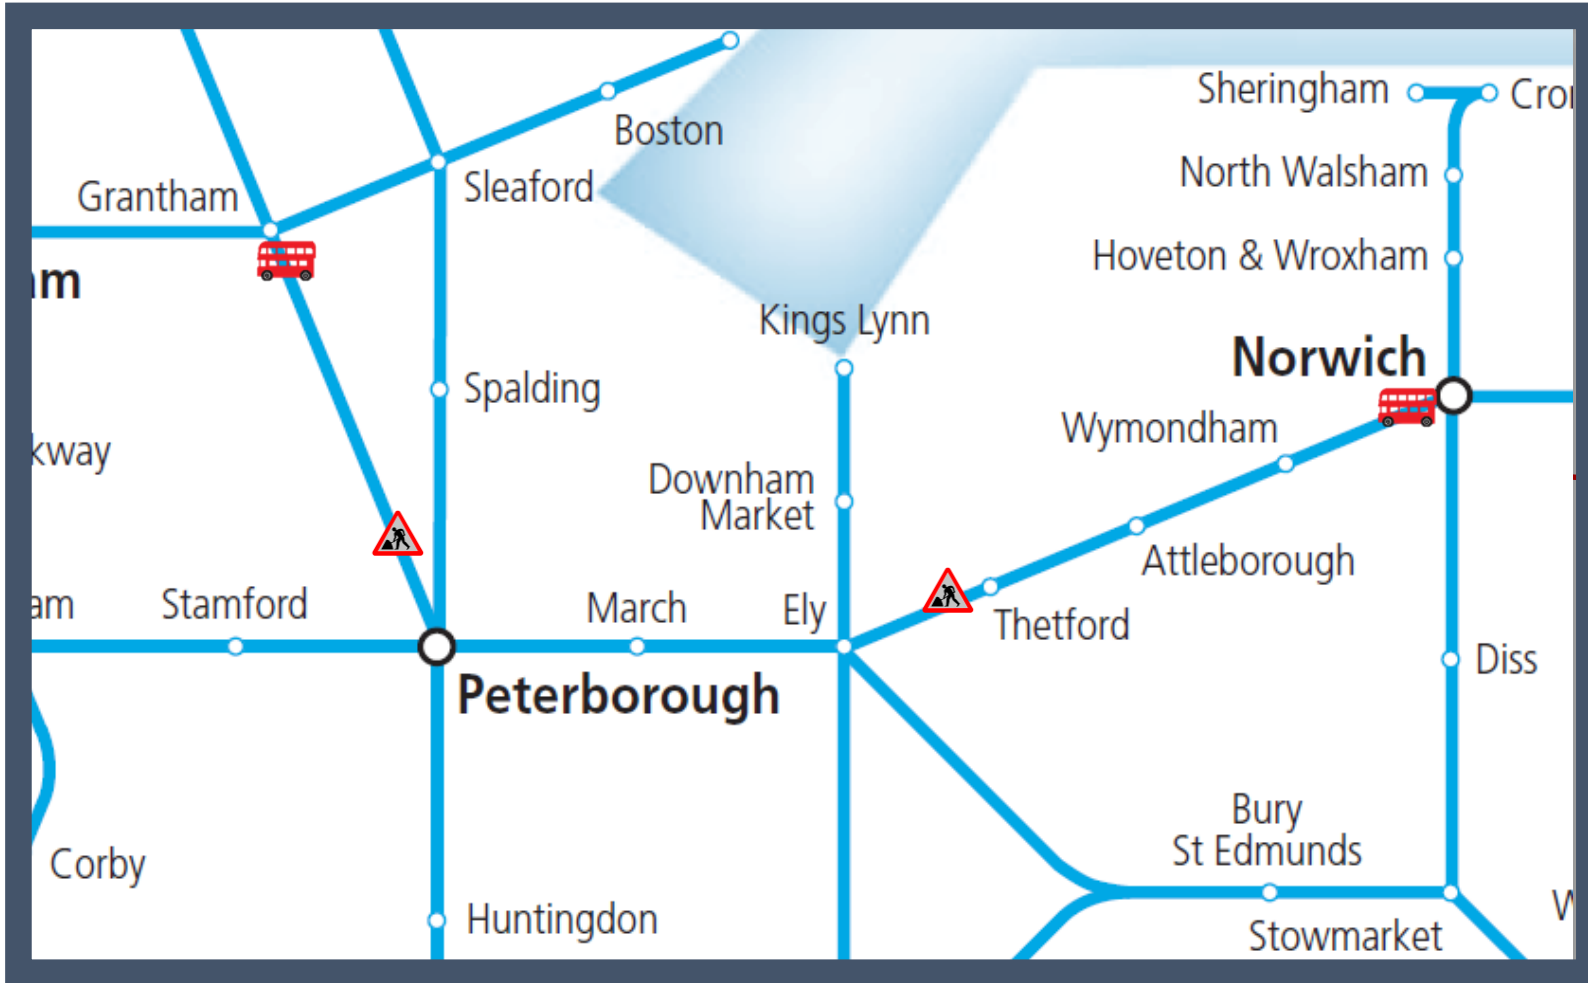 Sheringham
Boston
North Walsham
Grantham
Sleaford
Hoveton & Wroxham
Kings Lynn
Norwich
Spalding
Wymondham
Downham
Market
Attleborough
Stamford
March
Ely
Thetford
Peterborough
Diss
Bury
St Edmunds
Corby
Huntingdon
Stowmarket